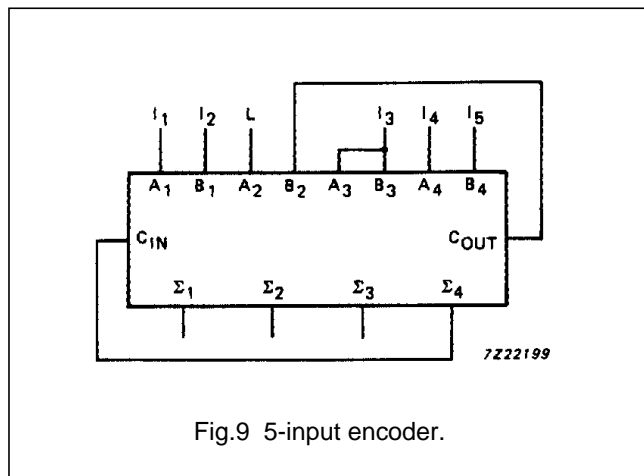 I1 I2 L I3 I4 I5
A1 B1 A2 B2 A3 B3 A4 B4
CIN COUT
Σ1 Σ2 Σ3 Σ4
7Z22199
Fig.9 5-input encoder.